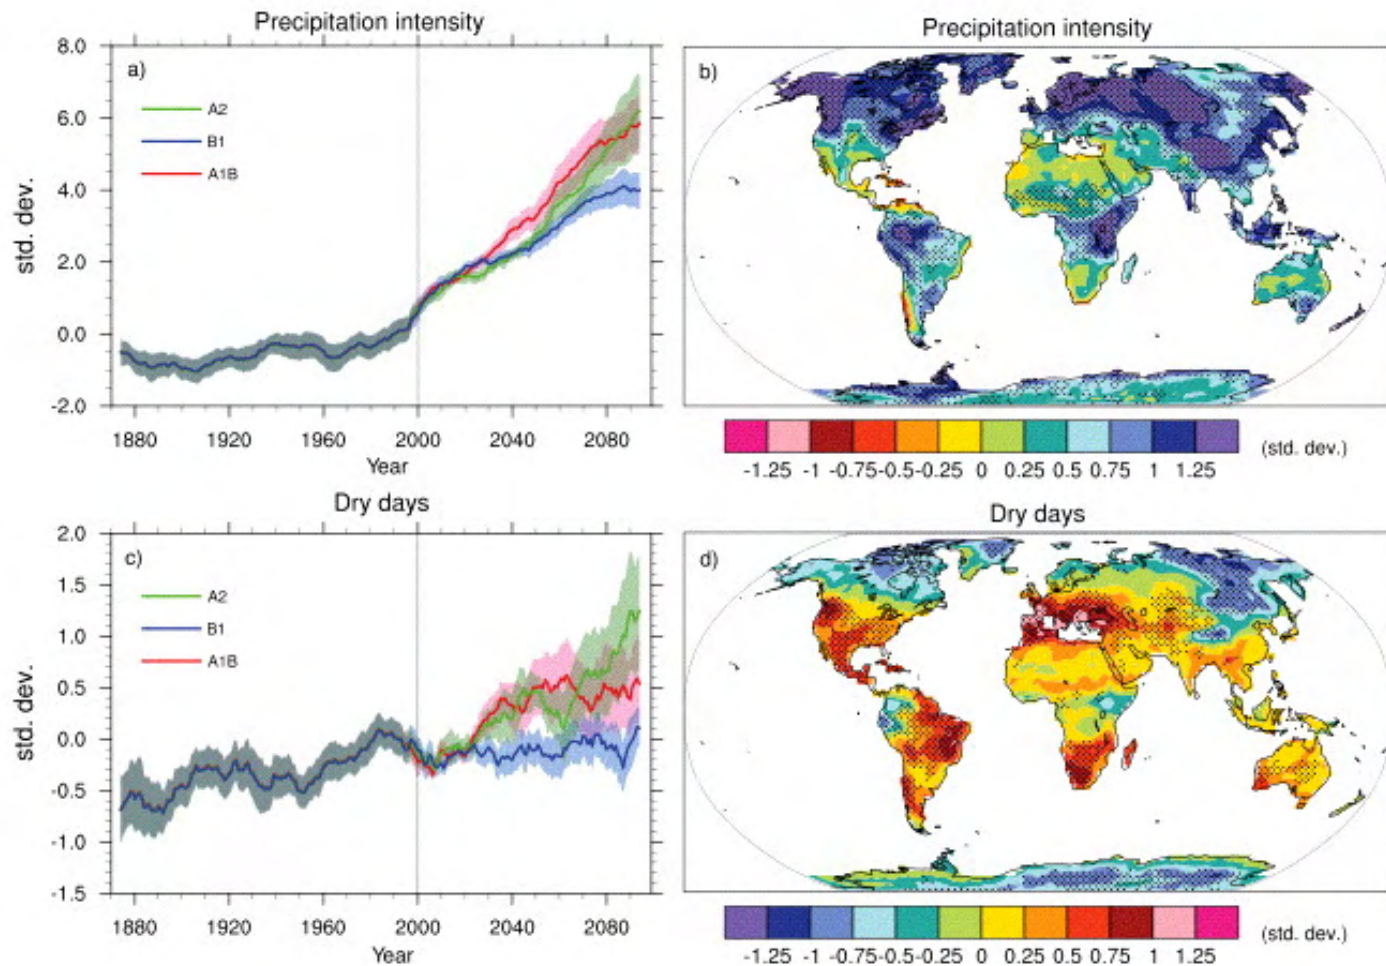 Precipitation intensity
a)
8.0
6.0
4.0
2.0
0.0
-2.0
std. dev.
A2
B1
A1B
1880 1920 1960 2000 2040 2080
Year
Precipitation intensity
b)
-1.25 -1 -0.75-0.5-0.25 0 0.25 0.5 0.75 1 1.25
(std. dev.)
Dry days
c)
2.0
1.5
1.0
0.5
0.0
-0.5
-1.0
-1.5
std. dev.
A2
B1
A1B
1880 1920 1960 2000 2040 2080
Year
Dry days
d)
-1.25 -1 -0.75-0.5-0.25 0 0.25 0.5 0.75 1 1.25
(std. dev.)